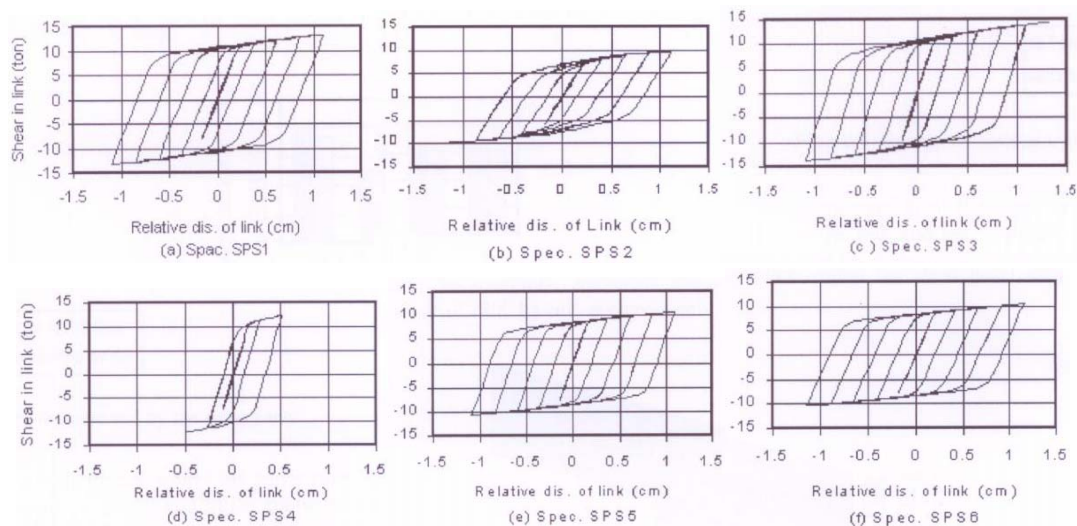 Shear in link (ton)
15
10
5
0
-5
-10
-15
-1.5 -1 -0.5 0 0.5 1 1.5
Relative dis. of link (cm)
(a) Spac. SPS1
15
10
5
0
-5
-10
-15
-1.5 -1 -0.5 0 0.5 1 1.5
Relative dis. of Link (cm)
(b) Spec. SPS2
15
10
5
0
-5
-10
-15
-1.5 -1 -0.5 0 0.5 1 1.5
Relative dis. of link (cm)
(c) Spec. SPS3
Shear in link (ton)
15
10
5
0
-5
-10
-15
-1.5 -1 -0.5 0 0.5 1 1.5
Relative dis. of link (cm)
(d) Spec. SPS4
15
10
5
0
-5
-10
-15
-1.5 -1 -0.5 0 0.5 1 1.5
Relative dis. of link (cm)
(e) Spec. SPS5
15
10
5
0
-5
-10
-15
-1.5 -1 -0.5 0 0.5 1 1.5
Relative dis. of link (cm)
(f) Spec. SPS6